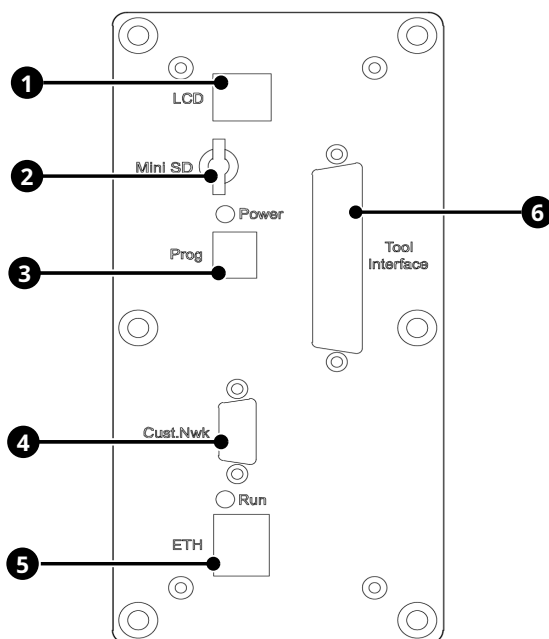 1
LCD
Mini SD
2
Power
6
Prog
Tool
Interface
3
Cust.Nwk
4
Run
ETH
5